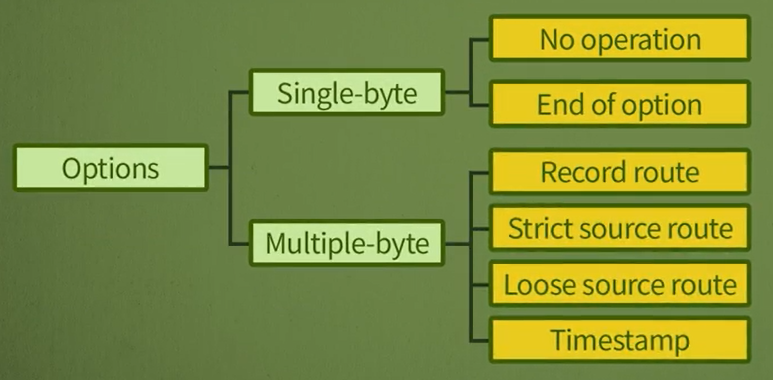 Options
Single-byte
No operation
End of option
Multiple-byte
Record route
Strict source route
Loose source route
Timestamp